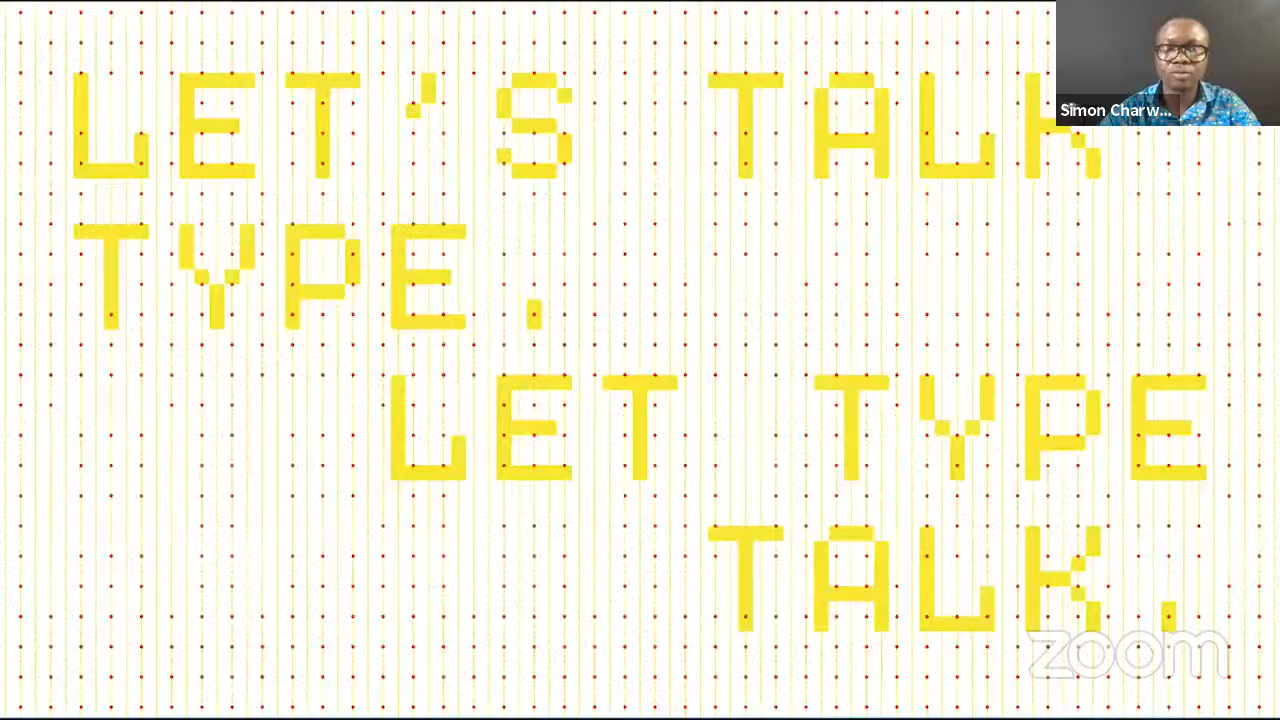 LET'S TALK
Simon Charw...
TYPE.
LET TYPE
TALK.
zoom